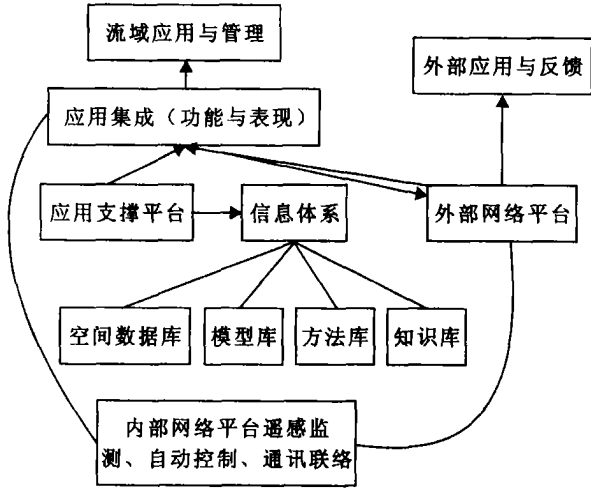 流域应用与管理
外部应用与反馈
应用集成（功能与表现）
应用支撑平台
信息体系
外部网络平台
空间数据库
模型库
方法库
知识库
内部网络平台遥感监
测、自动控制、通讯联络